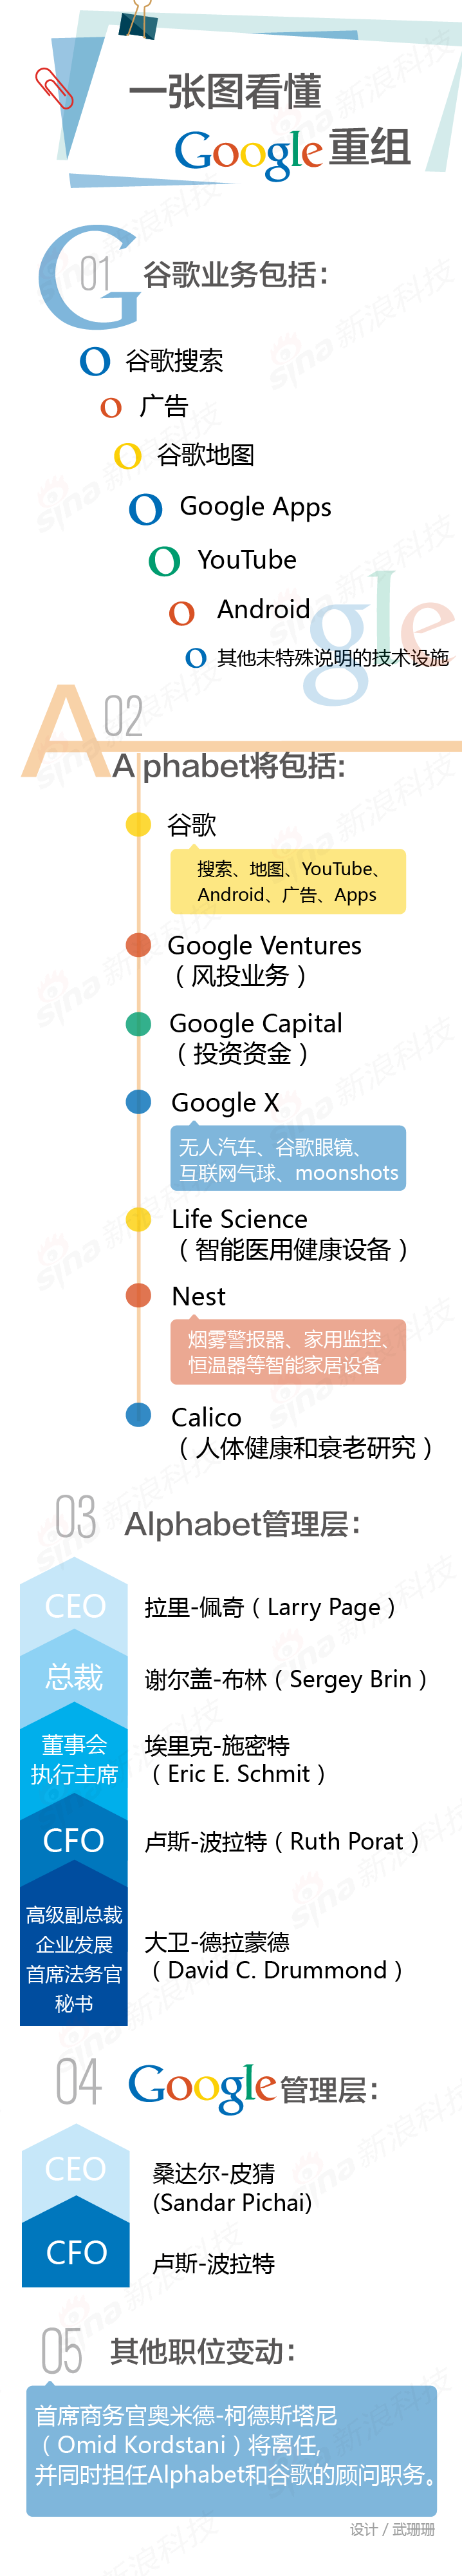 一张图看懂
Google重组
01 谷歌业务包括：
谷歌搜索
广告
谷歌地图
Google Apps
YouTube
Android
其他未特殊说明的技术设施
gle
02
Alphabet将包括：
谷歌
搜索、地图、YouTube、
Android、广告、Apps
Google Ventures
（风投业务）
Google Capital
（投资资金）
Google X
无人汽车、谷歌眼镜、
互联网气球、moonshots
Life Science
（智能医用健康设备）
Nest
烟雾警报器、家用监控、
恒温器等智能家居设备
Calico
（人体健康和衰老研究）
03 Alphabet管理层：
CEO 拉里-佩奇（Larry Page）
总裁 谢尔盖-布林（Sergey Brin）
董事会
执行主席
埃里克-施密特
（Eric E. Schmit）
CFO 卢斯-波拉特（Ruth Porat）
高级副总裁
企业发展
首席法务官
秘书
大卫-德拉蒙德
（David C. Drummond）
04 Google管理层：
CEO
桑达尔-皮猜
(Sandar Pichai)
CFO 卢斯-波拉特
05 其他职位变动：
首席商务官奥米德-柯德斯塔尼
（Omid Kordstani）将离任,
并同时担任Alphabet和谷歌的顾问职务。
设计 / 武珊珊
sina新浪科技